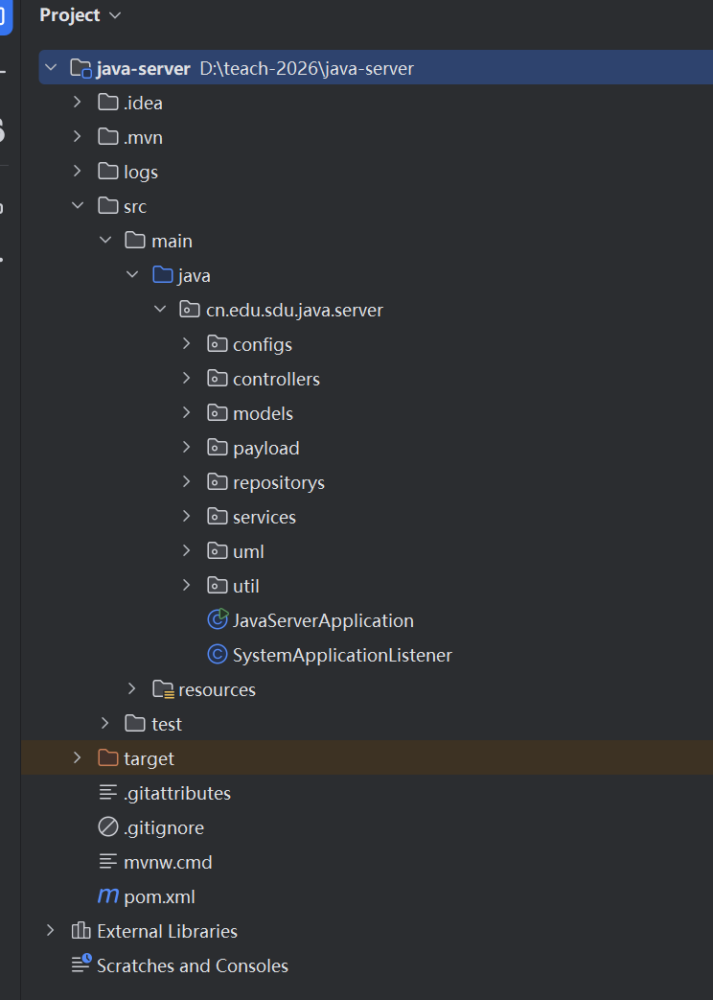 Project
java-server D:\teach-2026\java-server
.idea
.mvn
logs
src
main
java
cn.edu.sdu.java.server
configs
controllers
models
payload
repositorys
services
uml
util
JavaServerApplication
SystemApplicationListener
resources
test
target
.gitattributes
.gitignore
mvnw.cmd
pom.xml
External Libraries
Scratches and Consoles